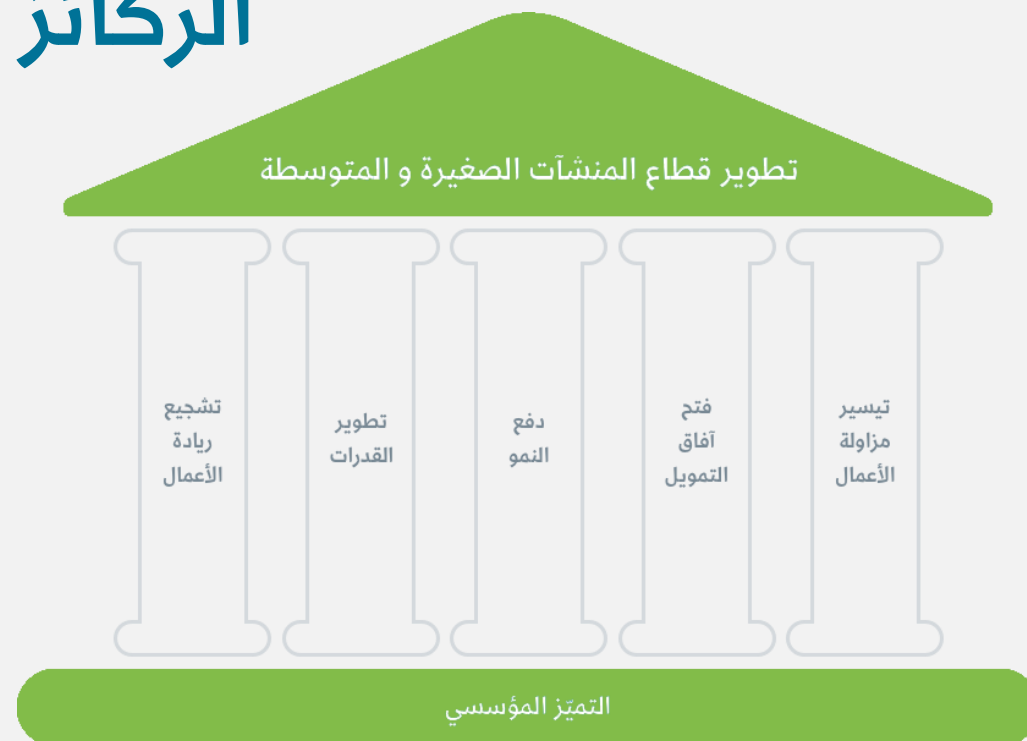 الركائز
تطوير قطاع المنشآت الصغيرة و المتوسطة
تيسير
مزاولة
الأعمال
فتح
آفاق
التمويل
دفع
النمو
تطوير
القدرات
تشجيع
ريادة
الأعمال
التميّز المؤسسي